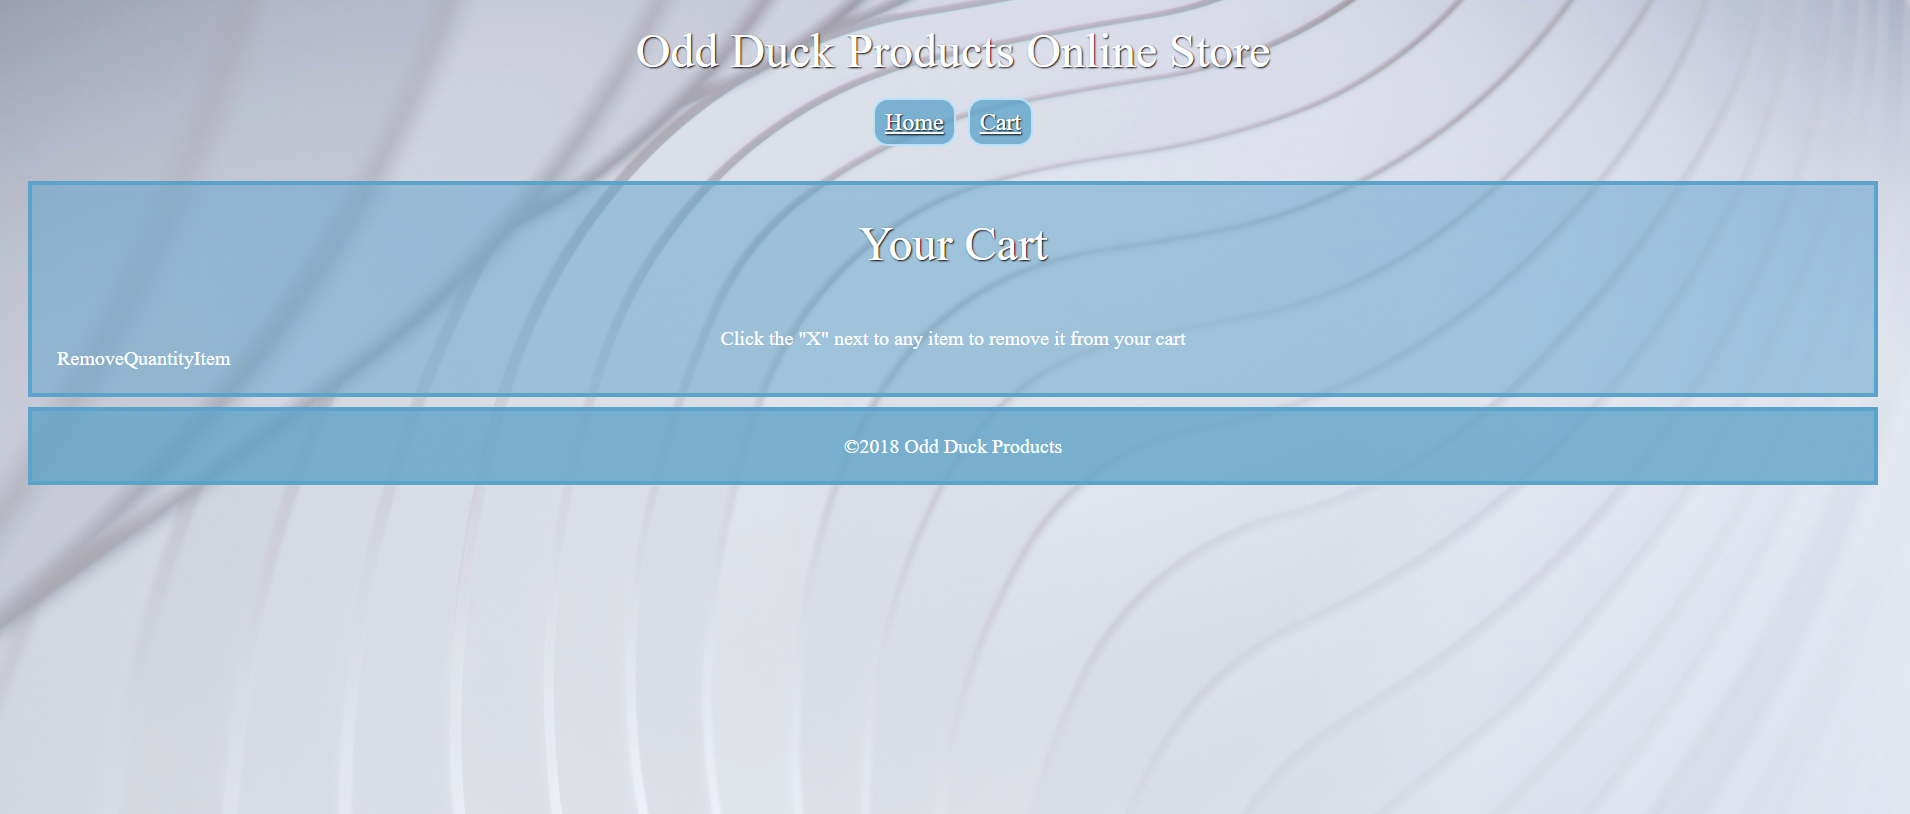 Odd Duck Products Online Store
Home Cart
Your Cart
Click the "X" next to any item to remove it from your cart
RemoveQuantityItem
©2018 Odd Duck Products